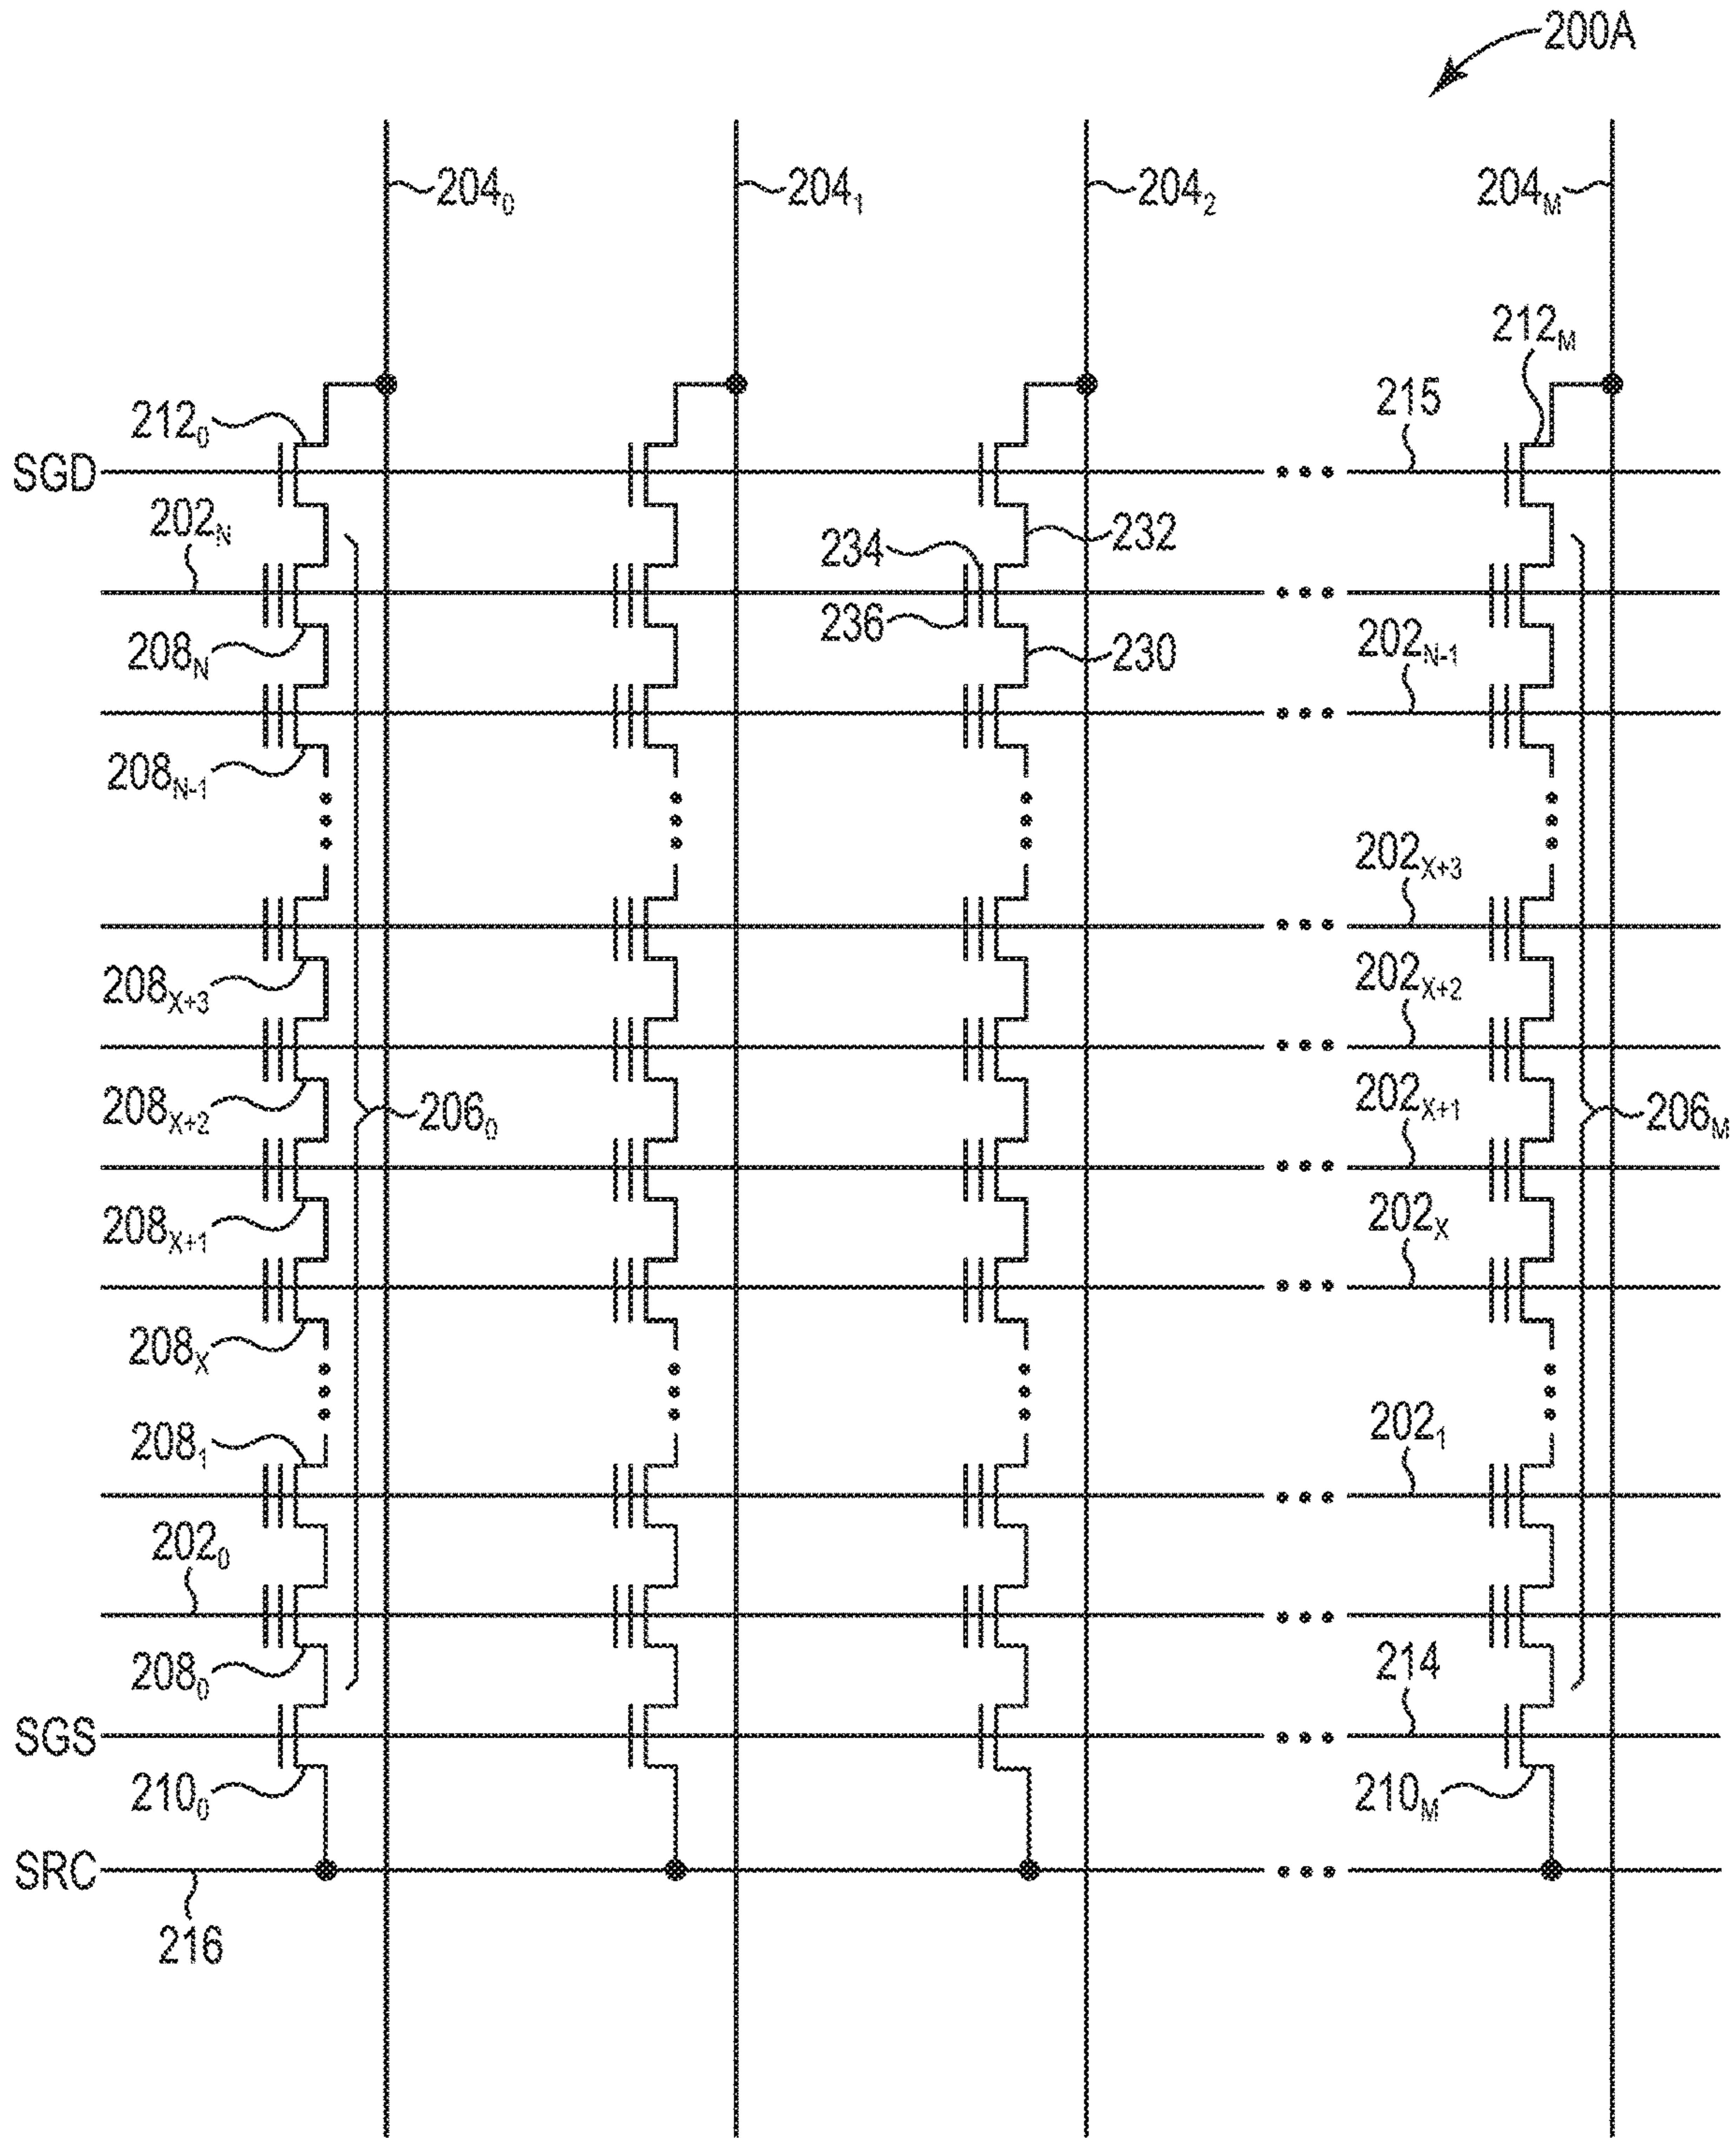 200A
204₀ 204₁ 204₂ 204M
212M
212₀ 215
SGD
202N
234 232
236
208N 230 202N-1
208N-1
202X+3
208X+3 202X+2
208X+2 206₀ 202X+1 206M
208X+1 202X
208X
208₁ 202₁
202₀
208₀ 214
SGS
210₀ 210M
SRC
216